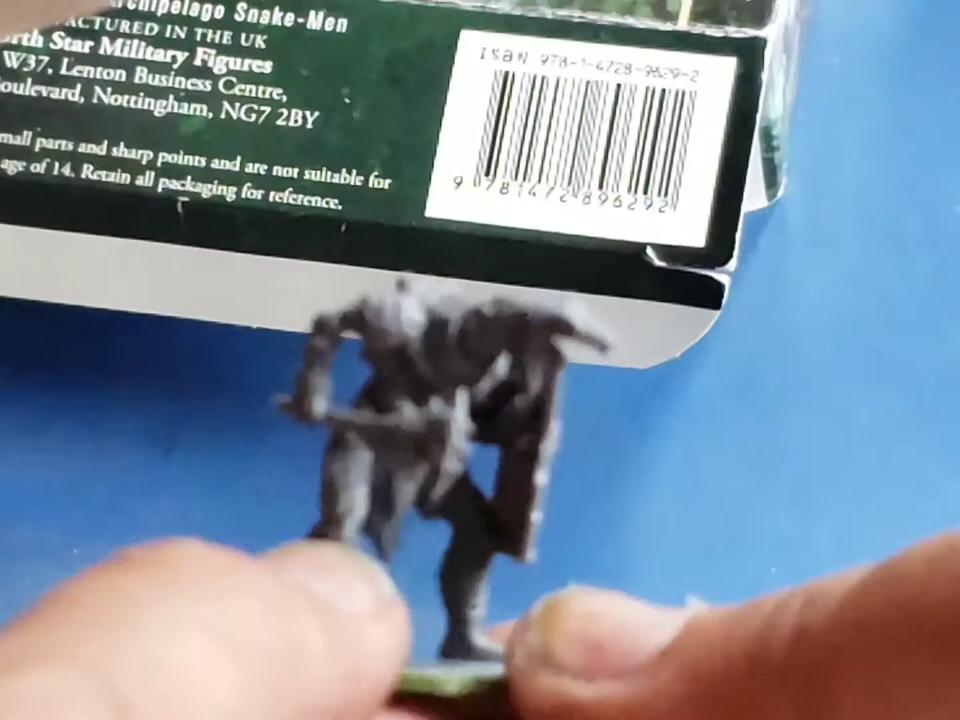 Snake-Men
FACTURED IN THE UK
Star Military Figures
W37, Lenton Business Centre,
oulevard, Nottingham, NG7 2BY
mall parts and sharp points and are not suitable for
age of 14. Retain all packaging for reference.
ISBN 978-1-4728-9629-2
9 781472 896292